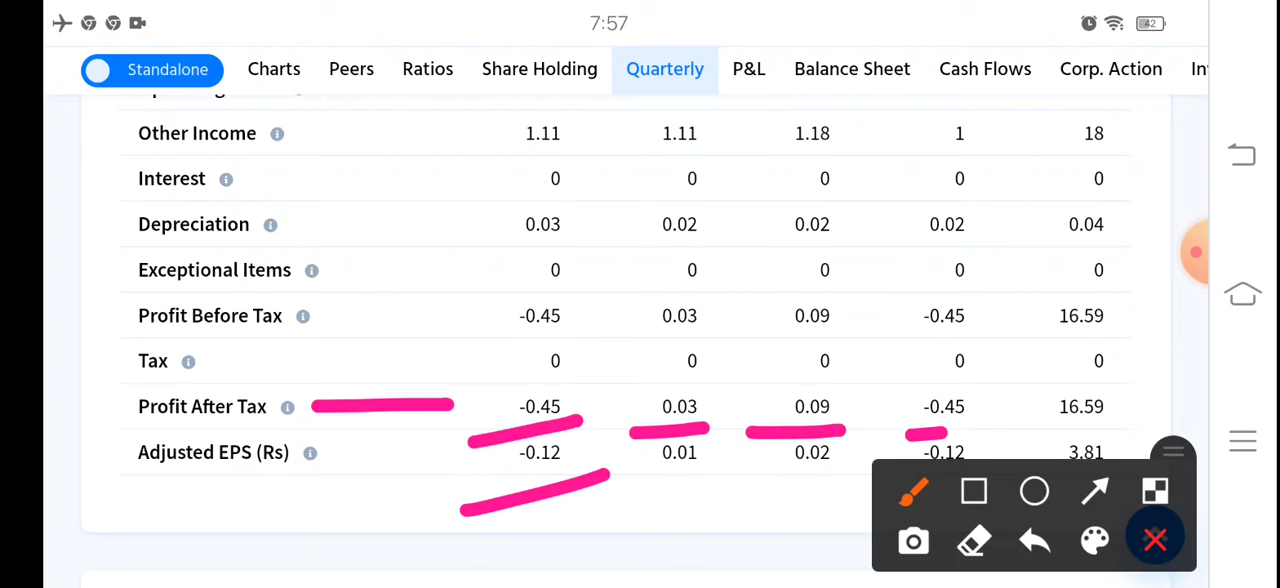 7:57
42
Standalone Charts Peers Ratios Share Holding Quarterly P&L Balance Sheet Cash Flows Corp. Action In
Other Income 1.11 1.11 1.18 1 18
Interest 0 0 0 0 0
Depreciation 0.03 0.02 0.02 0.02 0.04
Exceptional Items 0 0 0 0 0
Profit Before Tax -0.45 0.03 0.09 -0.45 16.59
Tax 0 0 0 0 0
Profit After Tax -0.45 0.03 0.09 -0.45 16.59
Adjusted EPS (Rs) -0.12 0.01 0.02 -0.12 3.81